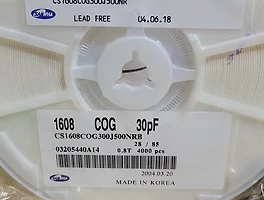 CS1608COG300J500NR
LEAD FREE 04.06.18
1608 COG 30pF
CS1608COG300J500NRB
28 / 85
03205440A14 0.8T 4000 pcs
2004.03.20
MADE IN KOREA